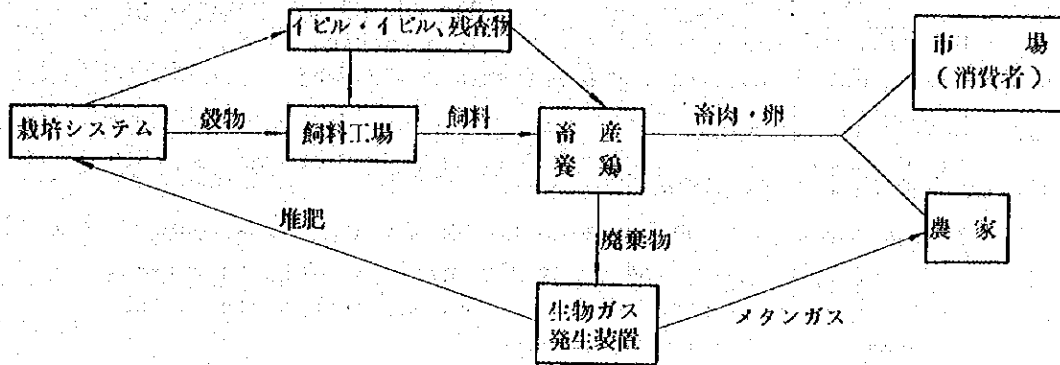 イピル・イピル、残査物
市場
(消費者)
栽培システム
穀物
飼料工場
飼料
畜産
養鶏
畜肉・卵
堆肥
廃棄物
農家
生物ガス
発生装置
メタンガス